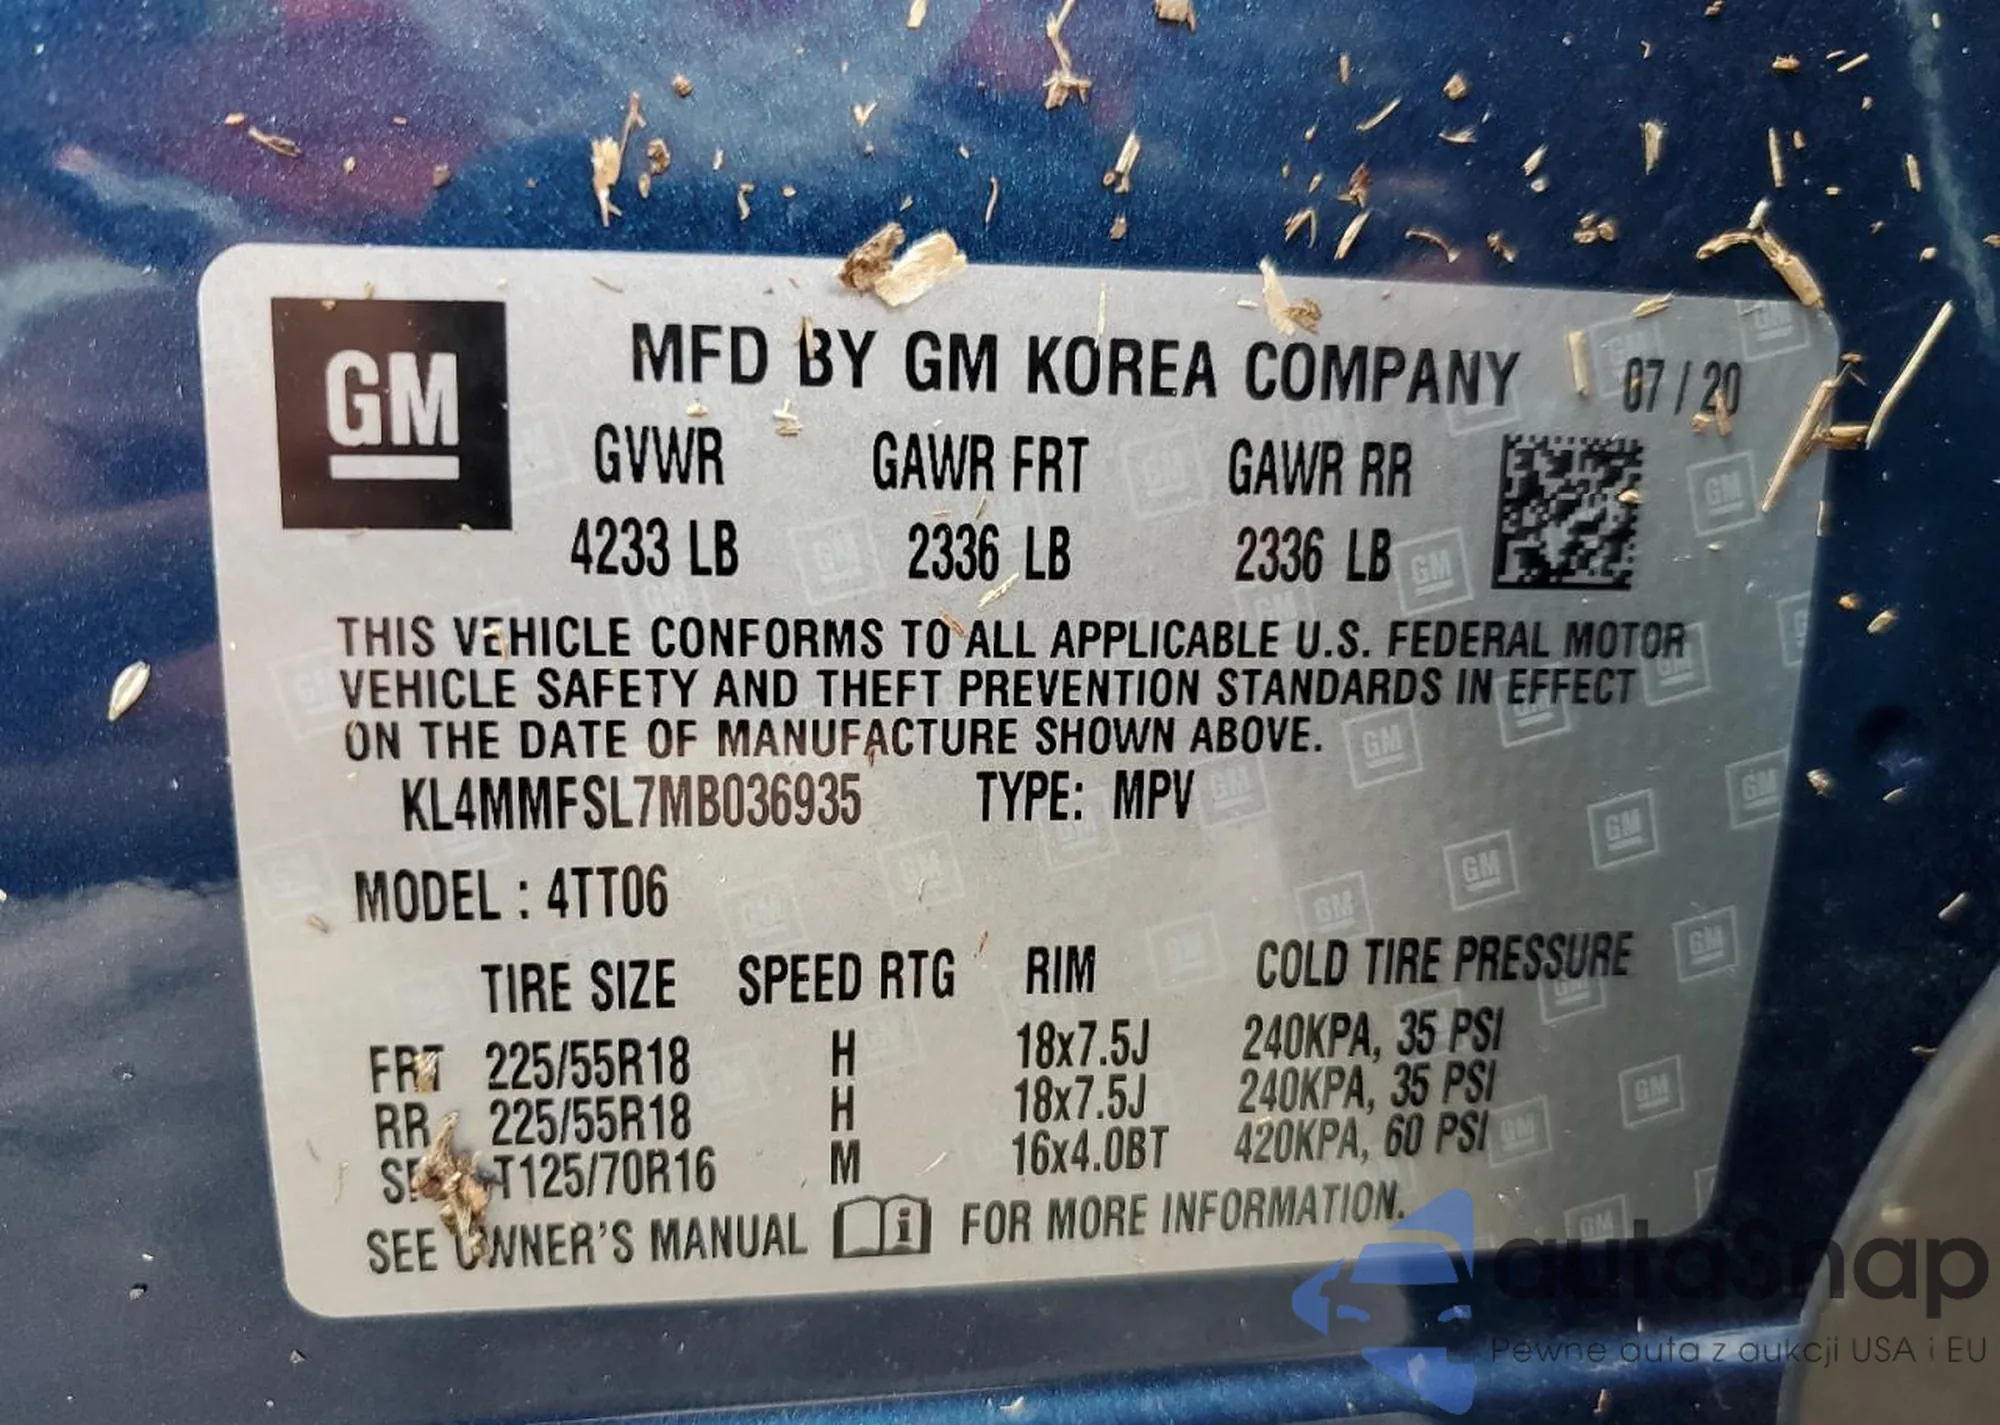 GM
MFD BY GM KOREA COMPANY 07 / 20
GVWR GAWR FRT GAWR RR
4233 LB 2336 LB 2336 LB
THIS VEHICLE CONFORMS TO ALL APPLICABLE U.S. FEDERAL MOTOR
VEHICLE SAFETY AND THEFT PREVENTION STANDARDS IN EFFECT
ON THE DATE OF MANUFACTURE SHOWN ABOVE.
KL4MMFSL7MB036935 TYPE: MPV
MODEL : 4TT06
TIRE SIZE SPEED RTG RIM COLD TIRE PRESSURE
FRT 225/55R18 H 18x7.5J 240KPA, 35 PSI
RR 225/55R18 H 18x7.5J 240KPA, 35 PSI
T125/70R16 M 16x4.0BT 420KPA, 60 PSI
SEE OWNER'S MANUAL i FOR MORE INFORMATION.
autoSnap
Pewne auta z aukcji USA i EU